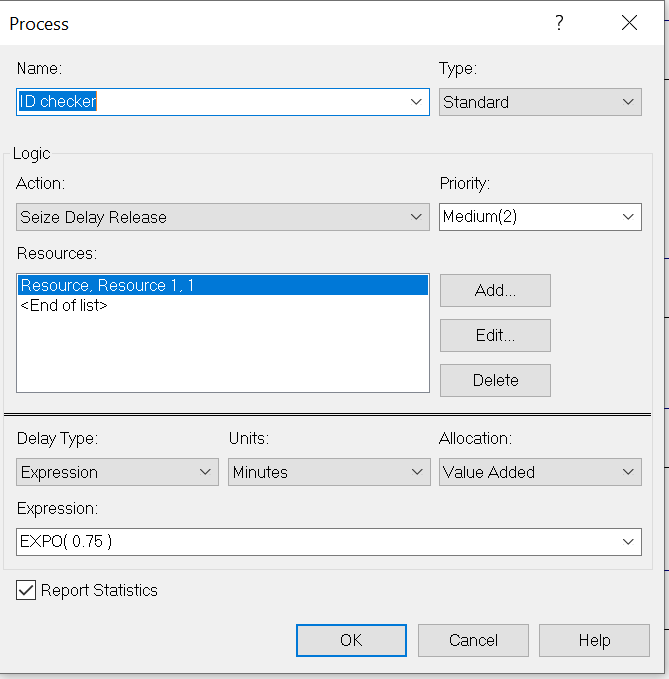 Process ?
Name: Type:
ID checker Standard
Logic
Action: Priority:
Seize Delay Release Medium(2)
Resources:
Resource, Resource 1, 1
<End of list>
Add...
Edit...
Delete
Delay Type: Units: Allocation:
Expression Minutes Value Added
Expression:
EXPO( 0.75 )
Report Statistics
OK Cancel Help